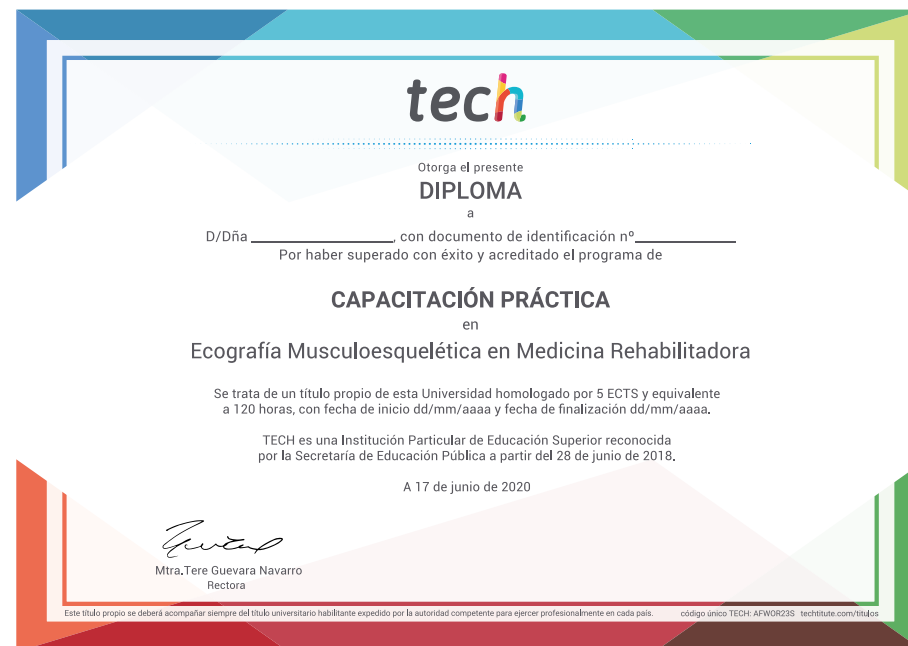 tech
Otorga el presente
DIPLOMA
a
D/Dña ____________________, con documento de identificación nº______________
Por haber superado con éxito y acreditado el programa de
CAPACITACIÓN PRÁCTICA
en
Ecografía Musculoesquelética en Medicina Rehabilitadora
Se trata de un título propio de esta Universidad homologado por 5 ECTS y equivalente
a 120 horas, con fecha de inicio dd/mm/aaaa y fecha de finalización dd/mm/aaaa.
TECH es una Institución Particular de Educación Superior reconocida
por la Secretaría de Educación Pública a partir del 28 de junio de 2018.
A 17 de junio de 2020
Mtra.Tere Guevara Navarro
Rectora
Este título propio se deberá acompañar siempre del título universitario habilitante expedido por la autoridad competente para ejercer profesionalmente en cada país. código único TECH: AFWOR23S techtitute.com/titulos